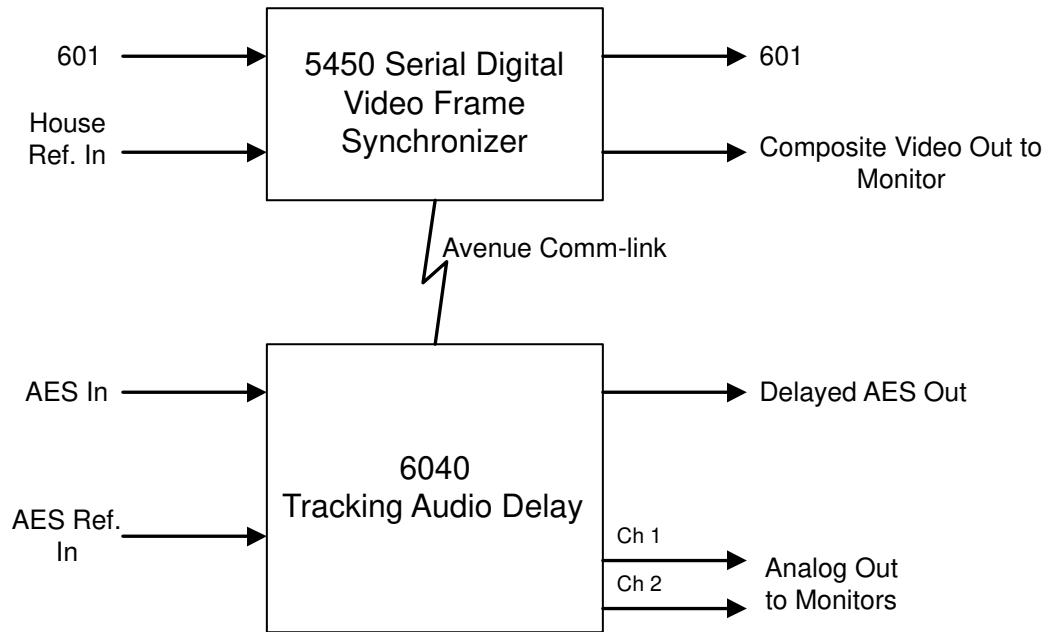 601
5450 Serial Digital
Video Frame
Synchronizer
601
House
Ref. In
Composite Video Out to
Monitor
Avenue Comm-link
AES In
Delayed AES Out
6040
Tracking Audio Delay
AES Ref.
In
Ch 1
Ch 2
Analog Out
to Monitors